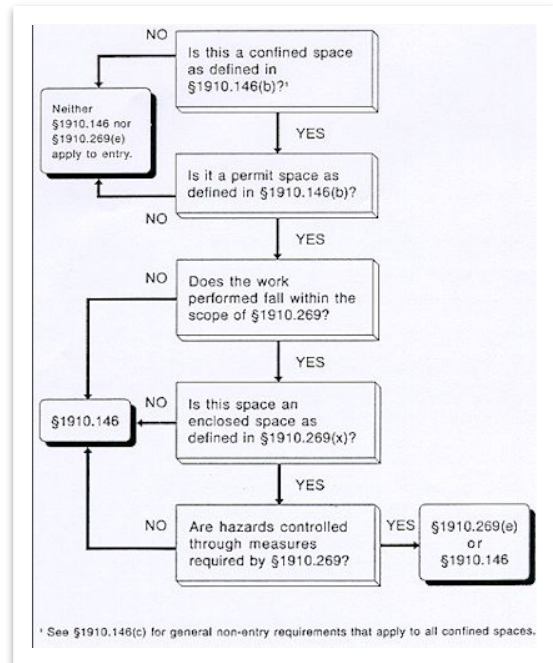 NO
Is this a confined space
as defined in
§1910.146(b)?¹
Neither
§1910.146 nor
§1910.269(e)
apply to entry.
YES
Is it a permit space as
defined in §1910.146(b)?
NO
YES
NO
Does the work
performed fall within the
scope of §1910.269?
YES
NO
Is this space an
enclosed space as
defined in §1910.269(x)?
§1910.146
YES
NO
Are hazards controlled
through measures
required by §1910.269?
YES
§1910.269(e)
or
§1910.146
¹ See §1910.146(c) for general non-entry requirements that apply to all confined spaces.